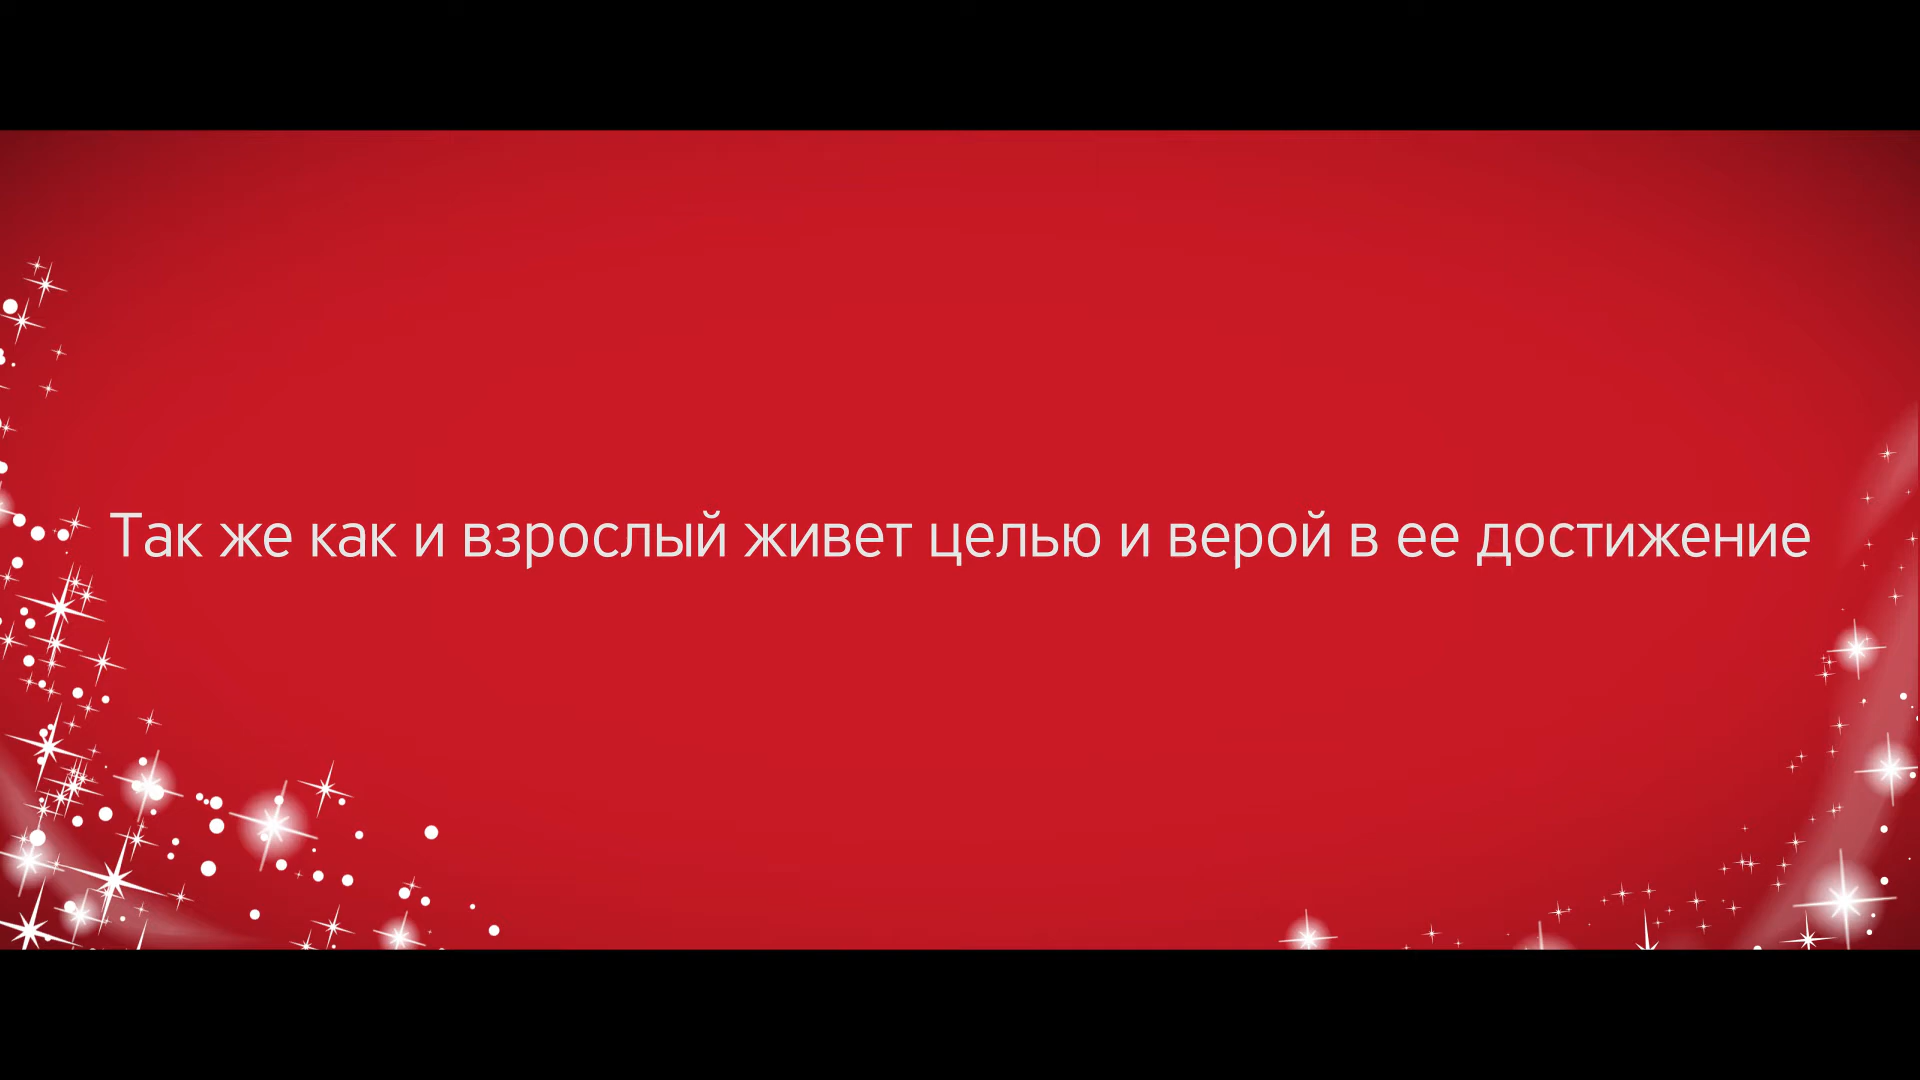 Так же как и взрослый живет целью и верой в ее достижение